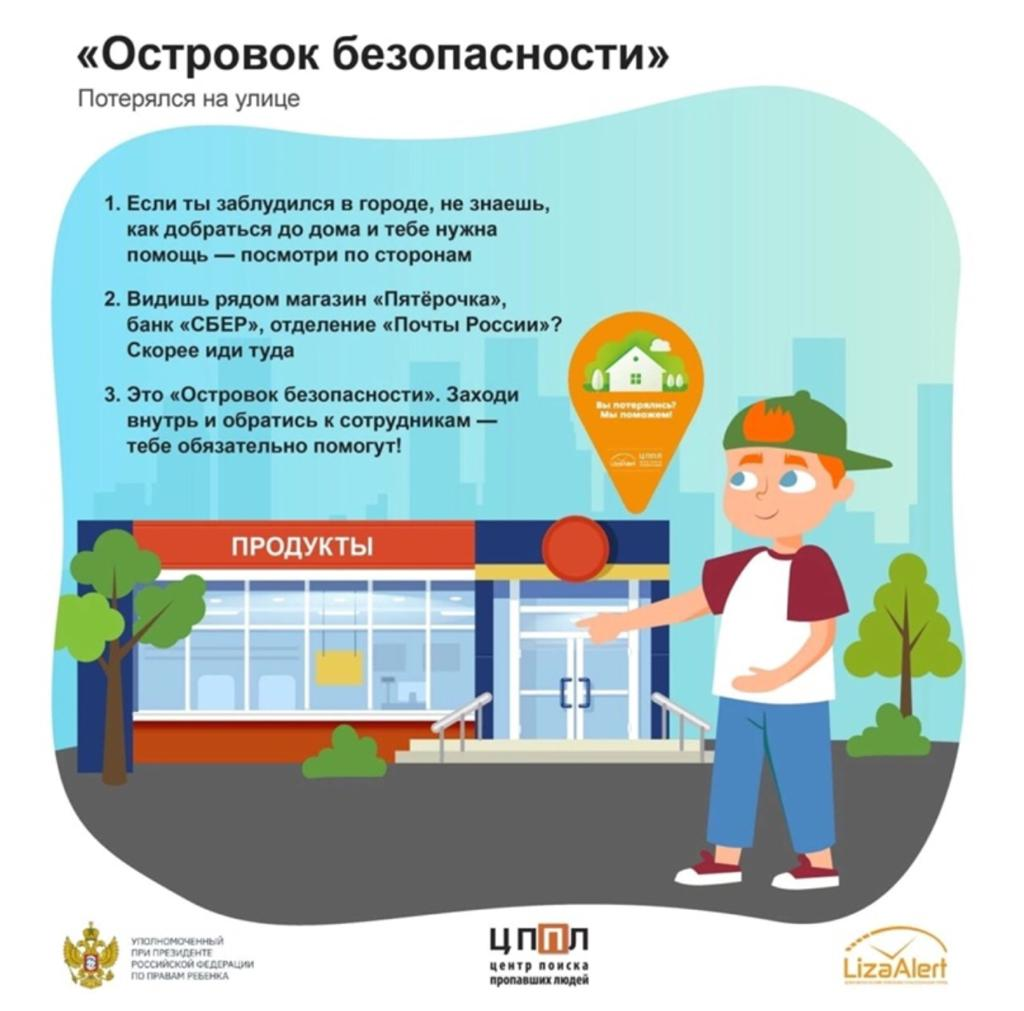 «Островок безопасности»
Потерялся на улице
1. Если ты заблудился в городе, не знаешь,
как добраться до дома и тебе нужна
помощь — посмотри по сторонам
2. Видишь рядом магазин «Пятёрочка»,
банк «СБЕР», отделение «Почты России»?
Скорее иди туда
3. Это «Островок безопасности». Заходи
внутрь и обратись к сотрудникам —
тебе обязательно помогут!
Вы потерялись?
Мы поможем!
LizaAlert ЦППЛ
ПРОДУКТЫ
УПОЛНОМОЧЕННЫЙ
ПРИ ПРЕЗИДЕНТЕ
РОССИЙСКОЙ ФЕДЕРАЦИИ
ПО ПРАВАМ РЕБЕНКА
ЦППЛ
центр поиска
пропавших людей
LizaAlert